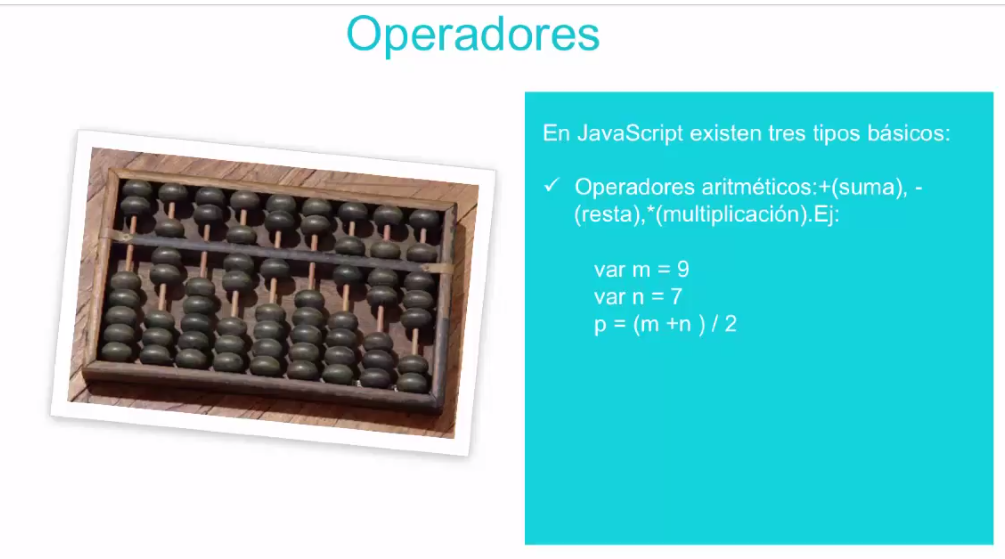 Operadores
En JavaScript existen tres tipos básicos:
✓ Operadores aritméticos:+(suma), -
(resta),*(multiplicación).Ej:
var m = 9
var n = 7
p = (m +n ) / 2